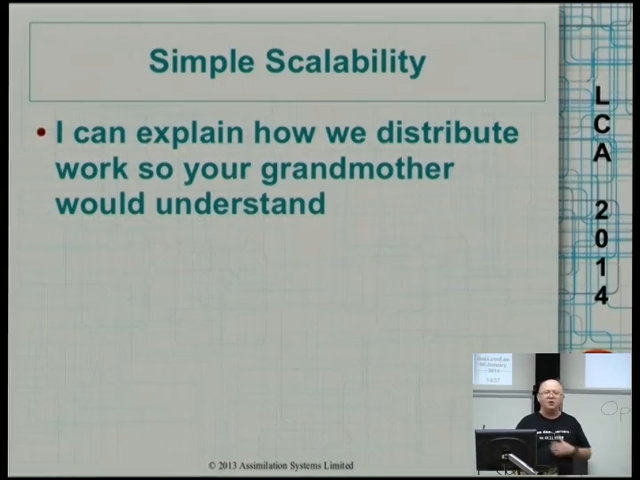 Simple Scalability
• I can explain how we distribute
work so your grandmother
would understand
LCA 2014
© 2013 Assimilation Systems Limited
Op